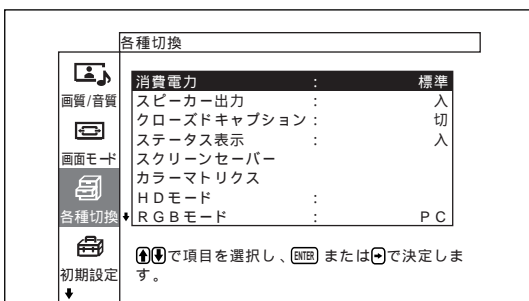 各種切換
画質/音質
画面モード
各種切換
初期設定
消費電力 : 標準
スピーカー出力 : 入
クローズドキャプション : 切
ステータス表示 : 入
スクリーンセーバー
カラーマトリクス
HDモード :
RGBモード : PC
で項目を選択し、ENTER またはで決定しま
す。